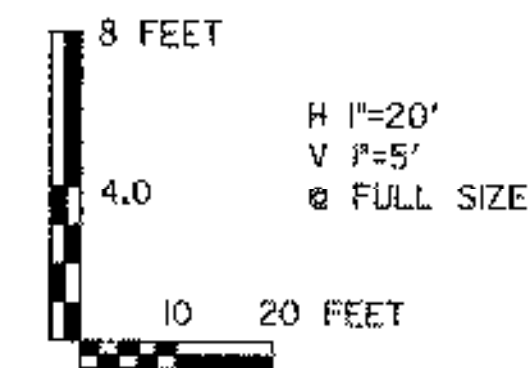 8 FEET
H 1"=20'
V 1"=5'
4.0 @ FULL SIZE
10 20 FEET